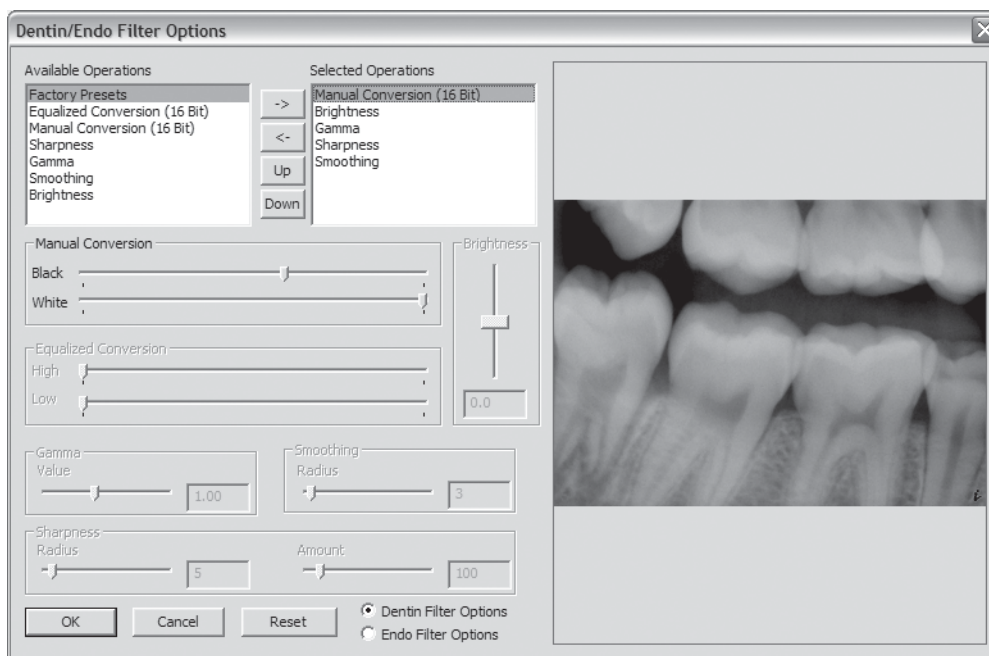 Dentin/Endo Filter Options
Available Operations
Factory Presets
Equalized Conversion (16 Bit)
Manual Conversion (16 Bit)
Sharpness
Gamma
Smoothing
Brightness
->
<-
Up
Down
Selected Operations
Manual Conversion (16 Bit)
Brightness
Gamma
Sharpness
Smoothing
Manual Conversion
Black
White
Brightness
0.0
Equalized Conversion
High
Low
Gamma
Value
1.00
Smoothing
Radius
3
Sharpness
Radius
5
Amount
100
OK
Cancel
Reset
Dentin Filter Options
Endo Filter Options
i